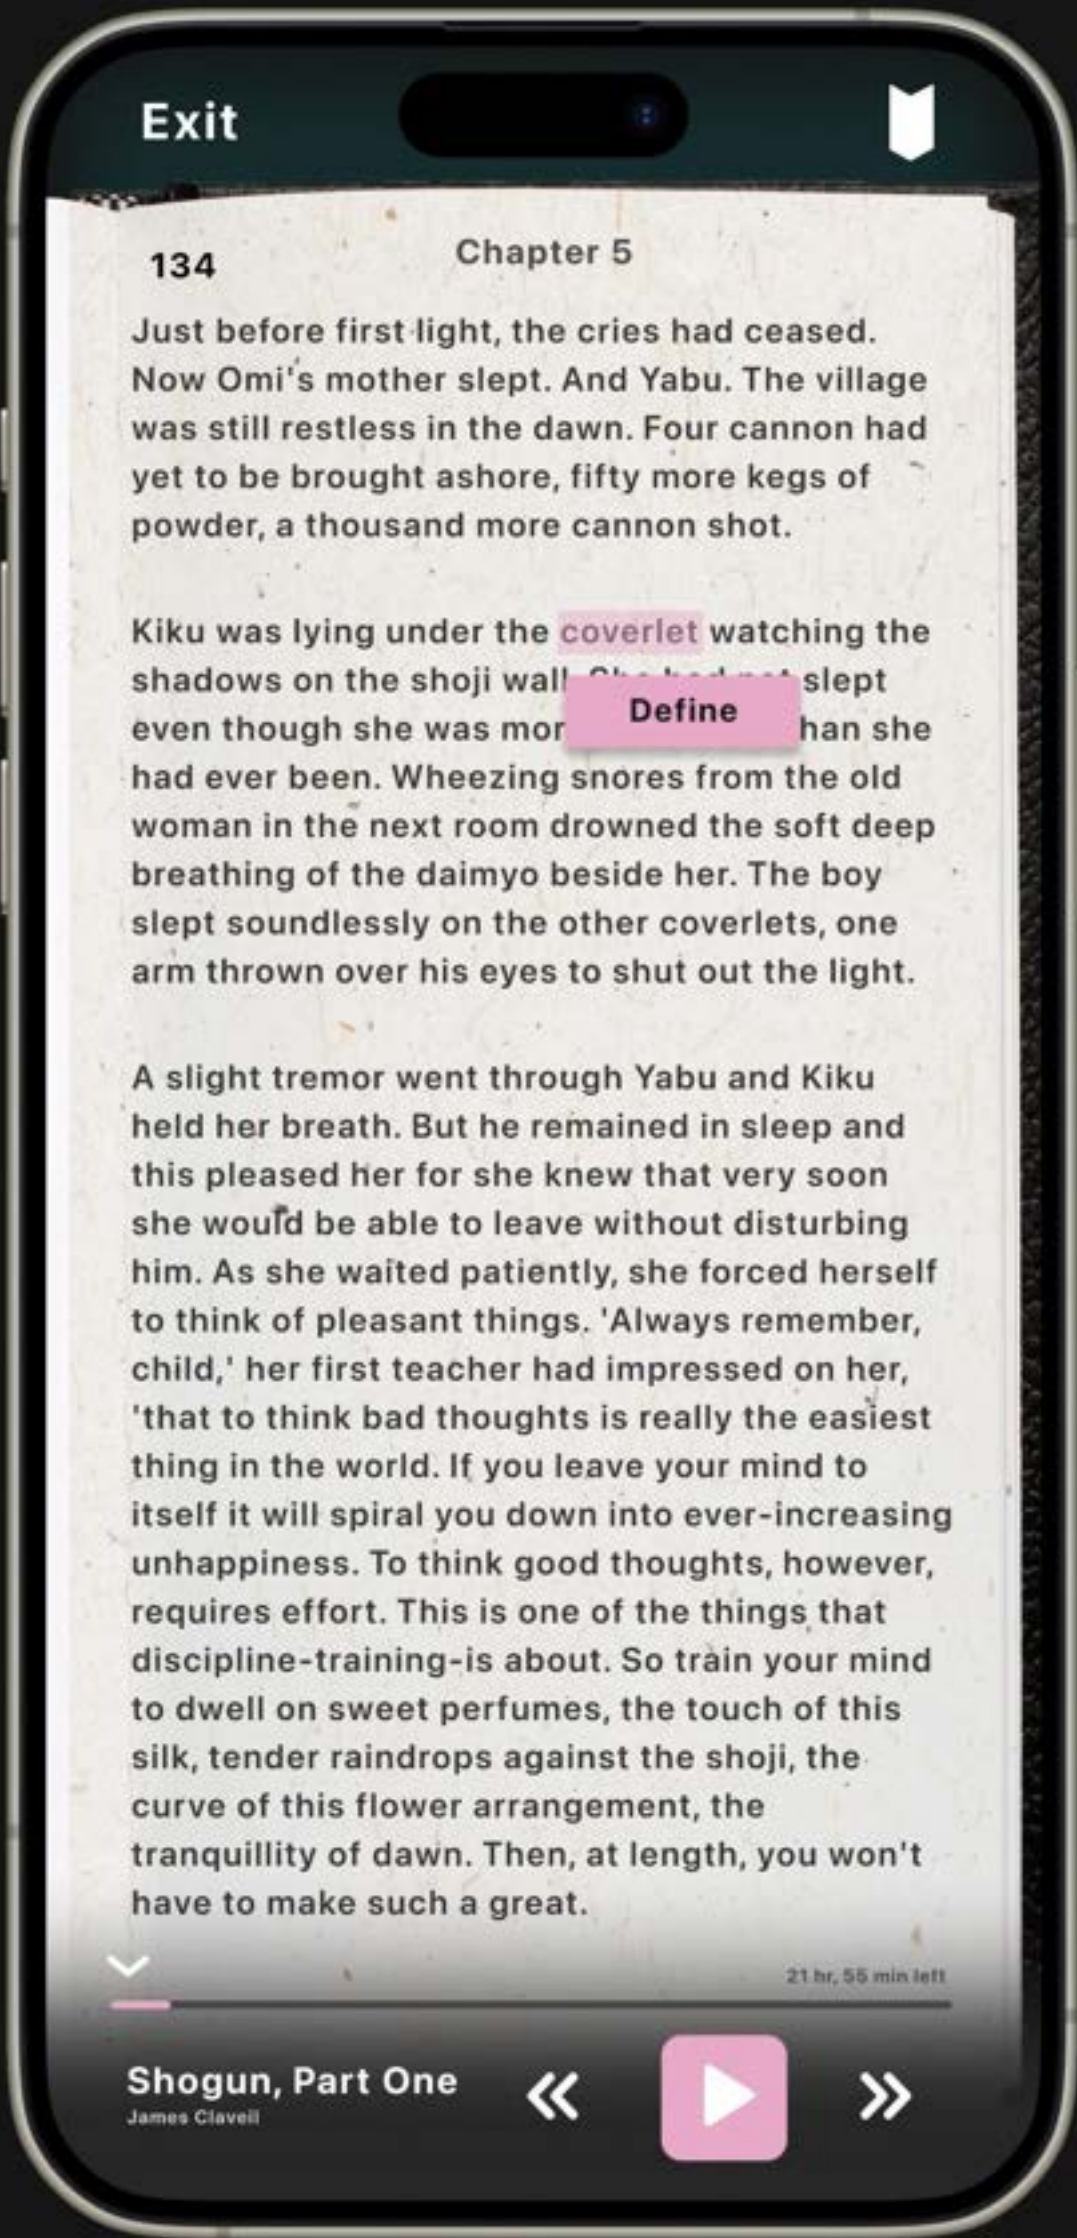 Exit
134
Chapter 5
Just before first light, the cries had ceased.
Now Omi's mother slept. And Yabu. The village
was still restless in the dawn. Four cannon had
yet to be brought ashore, fifty more kegs of
powder, a thousand more cannon shot.
Kiku was lying under the coverlet watching the
shadows on the shoji wall. She had not slept
Define
even though she was mor han she
had ever been. Wheezing snores from the old
woman in the next room drowned the soft deep
breathing of the daimyo beside her. The boy
slept soundlessly on the other coverlets, one
arm thrown over his eyes to shut out the light.
A slight tremor went through Yabu and Kiku
held her breath. But he remained in sleep and
this pleased her for she knew that very soon
she would be able to leave without disturbing
him. As she waited patiently, she forced herself
to think of pleasant things. 'Always remember,
child,' her first teacher had impressed on her,
'that to think bad thoughts is really the easiest
thing in the world. If you leave your mind to
itself it will spiral you down into ever-increasing
unhappiness. To think good thoughts, however,
requires effort. This is one of the things that
discipline-training-is about. So train your mind
to dwell on sweet perfumes, the touch of this
silk, tender raindrops against the shoji, the
curve of this flower arrangement, the
tranquillity of dawn. Then, at length, you won't
have to make such a great.
21 hr, 55 min left
Shogun, Part One
James Clavell